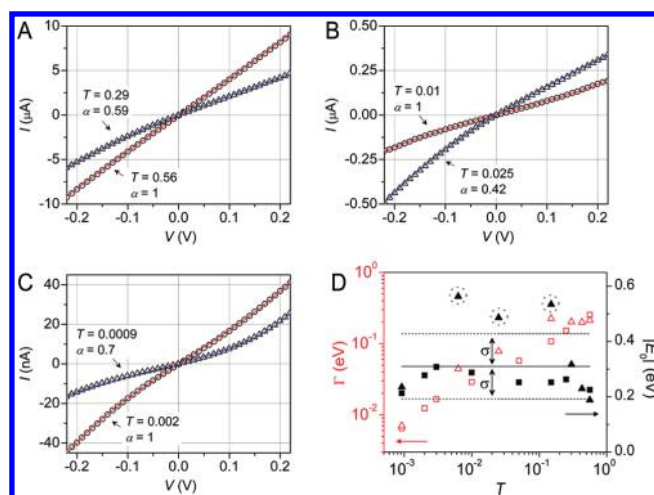 A
I (µA)
10
5
0
-5
-10
T = 0.29
α = 0.59
T = 0.56
α = 1
-0.2 -0.1 0.0 0.1 0.2
V (V)
B
I (µA)
0.50
0.25
0.00
-0.25
-0.50
T = 0.01
α = 1
T = 0.025
α = 0.42
-0.2 -0.1 0.0 0.1 0.2
V (V)
C
I (nA)
40
20
0
-20
-40
T = 0.0009
α = 0.7
T = 0.002
α = 1
-0.2 -0.1 0.0 0.1 0.2
V (V)
D
Γ (eV)
10⁰
10⁻¹
10⁻²
σ
σ
0.6
0.4
0.2
0.0
|E₀| (eV)
10⁻³ 10⁻² 10⁻¹ 10⁰
T